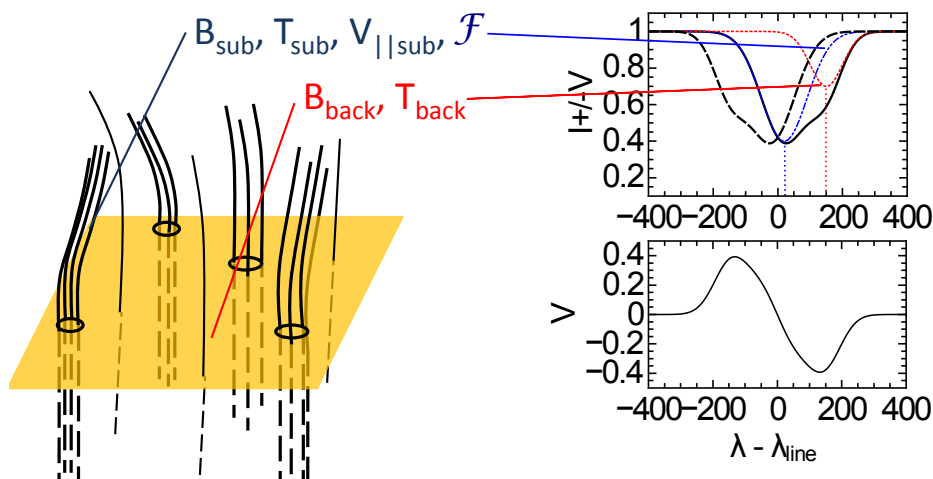 B_sub, T_sub, V_||sub, ℱ
B_back, T_back
I+/-V
1
0.8
0.6
0.4
0.2
−400−200 0 200 400
V
0.4
0.2
0
−0.2
−0.4
−400−200 0 200 400
λ - λ_line